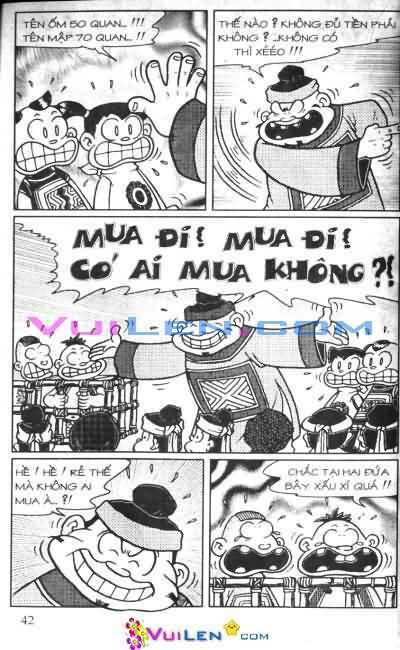 TÊN ỐM 50 QUAN... !!!
TÊN MẬP 70 QUAN...!!
THẾ NÀO ? KHÔNG ĐỦ TIỀN PHẢI
KHÔNG ? ..KHÔNG CÓ
THÌ XÉÉO !!!
MUA ĐI! MUA ĐI!
CÓ AI MUA KHÔNG?!
VUILEN.COM
HÈ ! HÈ ! RẺ THẾ
MÀ KHÔNG AI
MUA À.. ?!
CHẮC TẠI HAI ĐỨA
BÂY XẤU XÍ QUÁ !!
42
VUILEN.COM